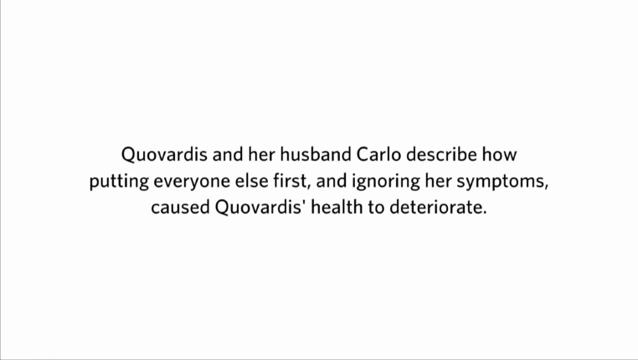 Quovardis and her husband Carlo describe how
putting everyone else first, and ignoring her symptoms,
caused Quovardis' health to deteriorate.